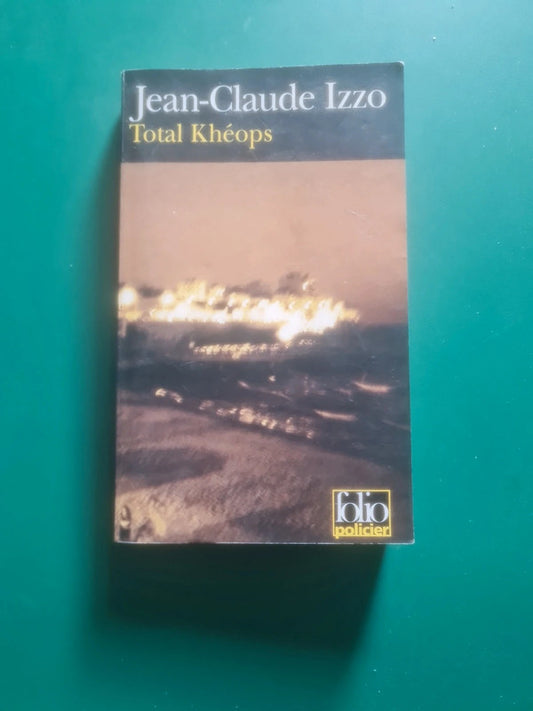 Jean-Claude Izzo
Total Khéops
folio
policier